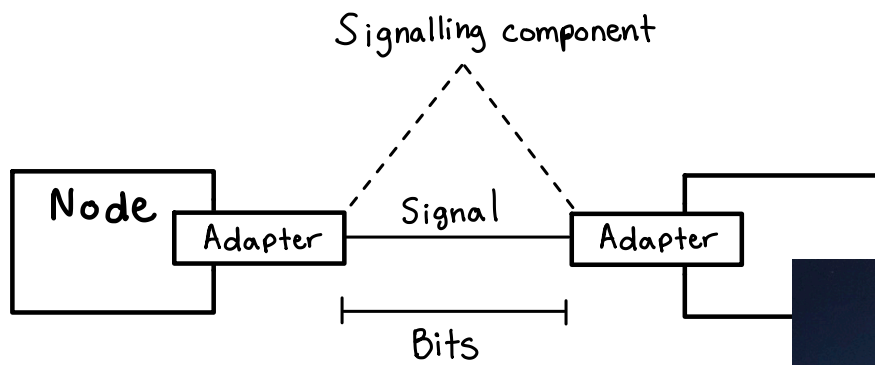 Signalling component
Node
Adapter
Signal
Adapter
Bits